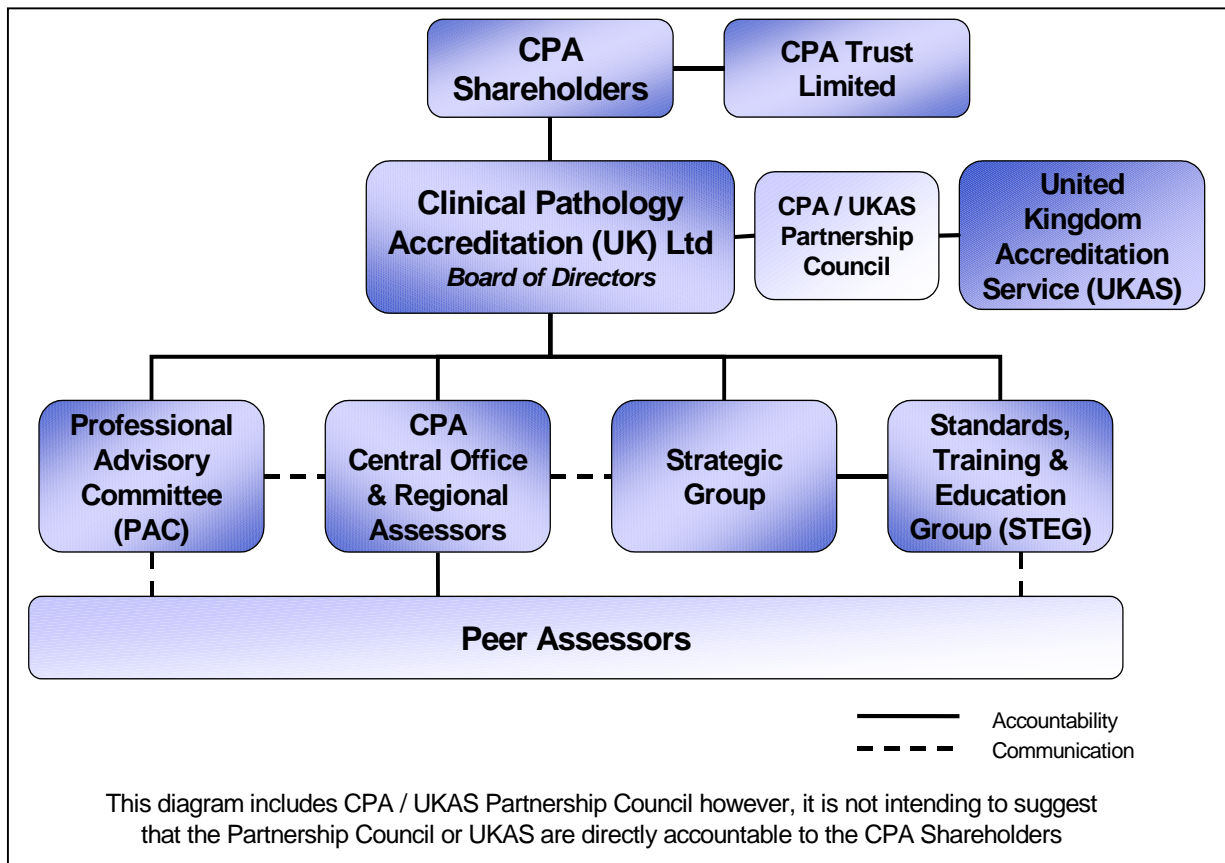 CPA
Shareholders
CPA Trust
Limited
Clinical Pathology
Accreditation (UK) Ltd
Board of Directors
CPA / UKAS
Partnership
Council
United
Kingdom
Accreditation
Service (UKAS)
Professional
Advisory
Committee
(PAC)
CPA
Central Office
& Regional
Assessors
Strategic
Group
Standards,
Training &
Education
Group (STEG)
Peer Assessors
Accountability
Communication
This diagram includes CPA / UKAS Partnership Council however, it is not intending to suggest
that the Partnership Council or UKAS are directly accountable to the CPA Shareholders